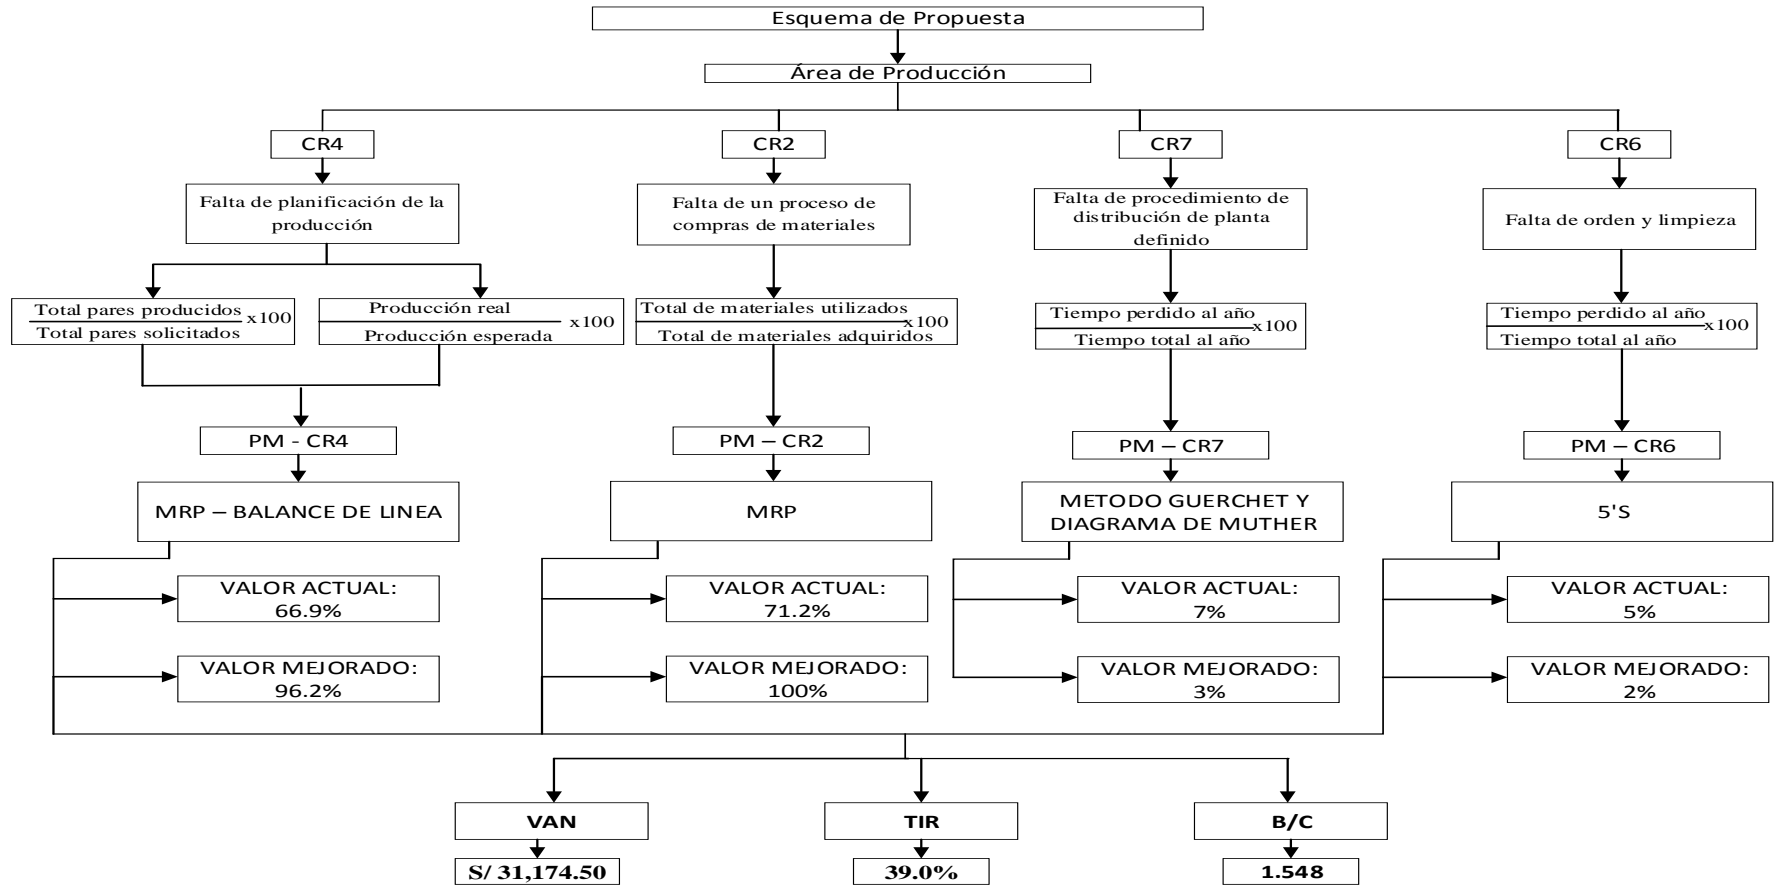 Esquema de Propuesta
Área de Producción
CR4
CR2
CR7
CR6
Falta de planificación de la
producción
Falta de un proceso de
compras de materiales
Falta de procedimiento de
distribución de planta
definido
Falta de orden y limpieza
Total pares producidos
x100
Total pares solicitados
Producción real
x100
Producción esperada
Total de materiales utilizados
x100
Total de materiales adquiridos
Tiempo perdido al año
x100
Tiempo total al año
Tiempo perdido al año
x100
Tiempo total al año
PM - CR4
PM – CR2
PM – CR7
PM – CR6
MRP – BALANCE DE LINEA
MRP
METODO GUERCHET Y
DIAGRAMA DE MUTHER
5'S
VALOR ACTUAL:
66.9%
VALOR ACTUAL:
71.2%
VALOR ACTUAL:
7%
VALOR ACTUAL:
5%
VALOR MEJORADO:
96.2%
VALOR MEJORADO:
100%
VALOR MEJORADO:
3%
VALOR MEJORADO:
2%
VAN
TIR
B/C
S/ 31,174.50
39.0%
1.548